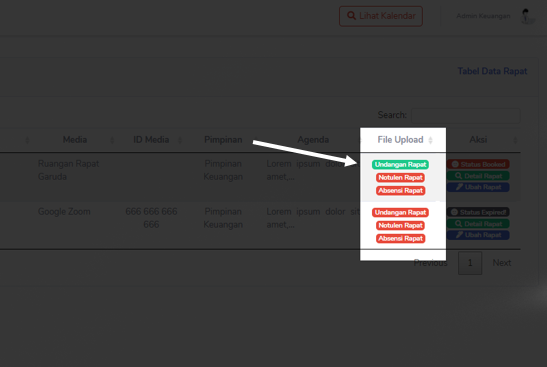 Lihat Kalendar
Admin Keuangan
Tabel Data Rapat
Search:
Media
ID Media
Pimpinan
Agenda
File Upload
Aksi
Ruangan Rapat
Garuda
Pimpinan
Keuangan
Lorem ipsum dolor
amet,...
Undangan Rapat
Notulen Rapat
Absensi Rapat
Status Booked
Detail Rapat
Ubah Rapat
Google Zoom
666 666 666
666
Pimpinan
Keuangan
Lorem ipsum dolor sit
amet,...
Undangan Rapat
Notulen Rapat
Absensi Rapat
Status Expired!
Detail Rapat
Ubah Rapat
Previous
1
Next